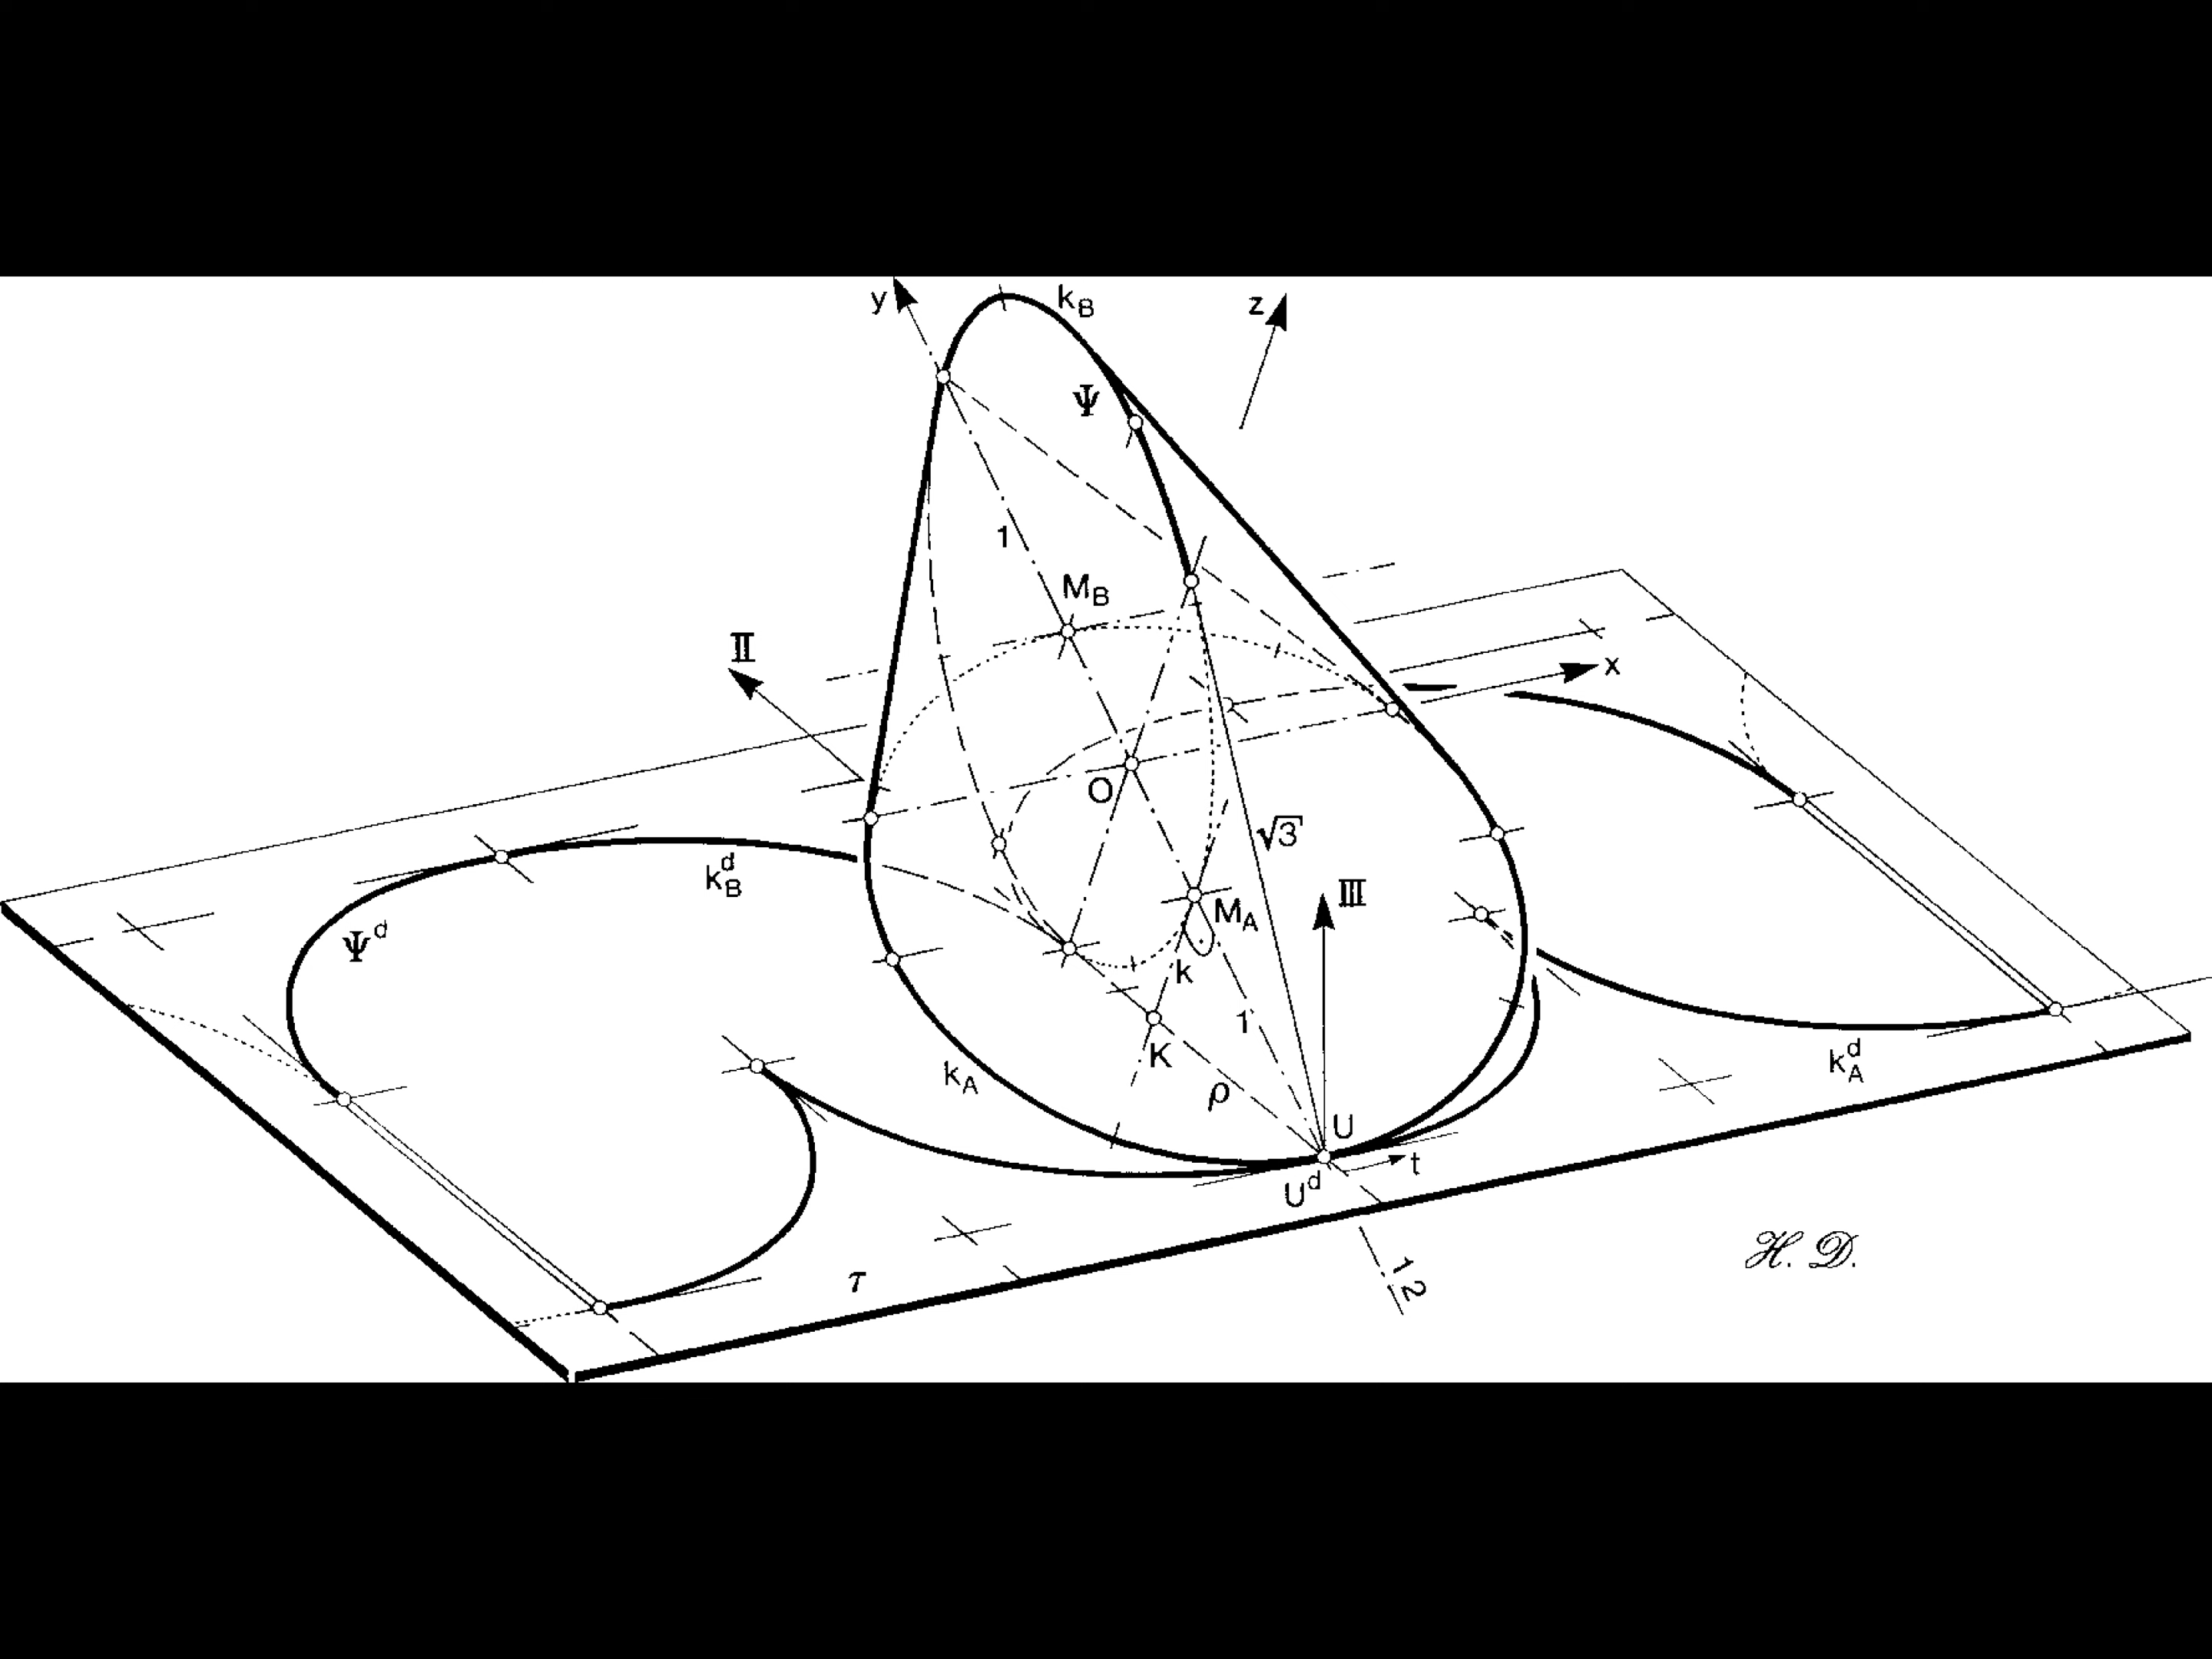 y
k_B
z
Ψ
1
M_B
II
x
O
√3
k_B^d
III
Ψ^d
M_A
k
1
K
k_A
k_A^d
ρ
U
t
U^d
τ
1
2
H. D.